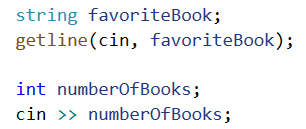 string favoriteBook;
getline(cin, favoriteBook);
int numberOfBooks;
cin >> numberOfBooks;